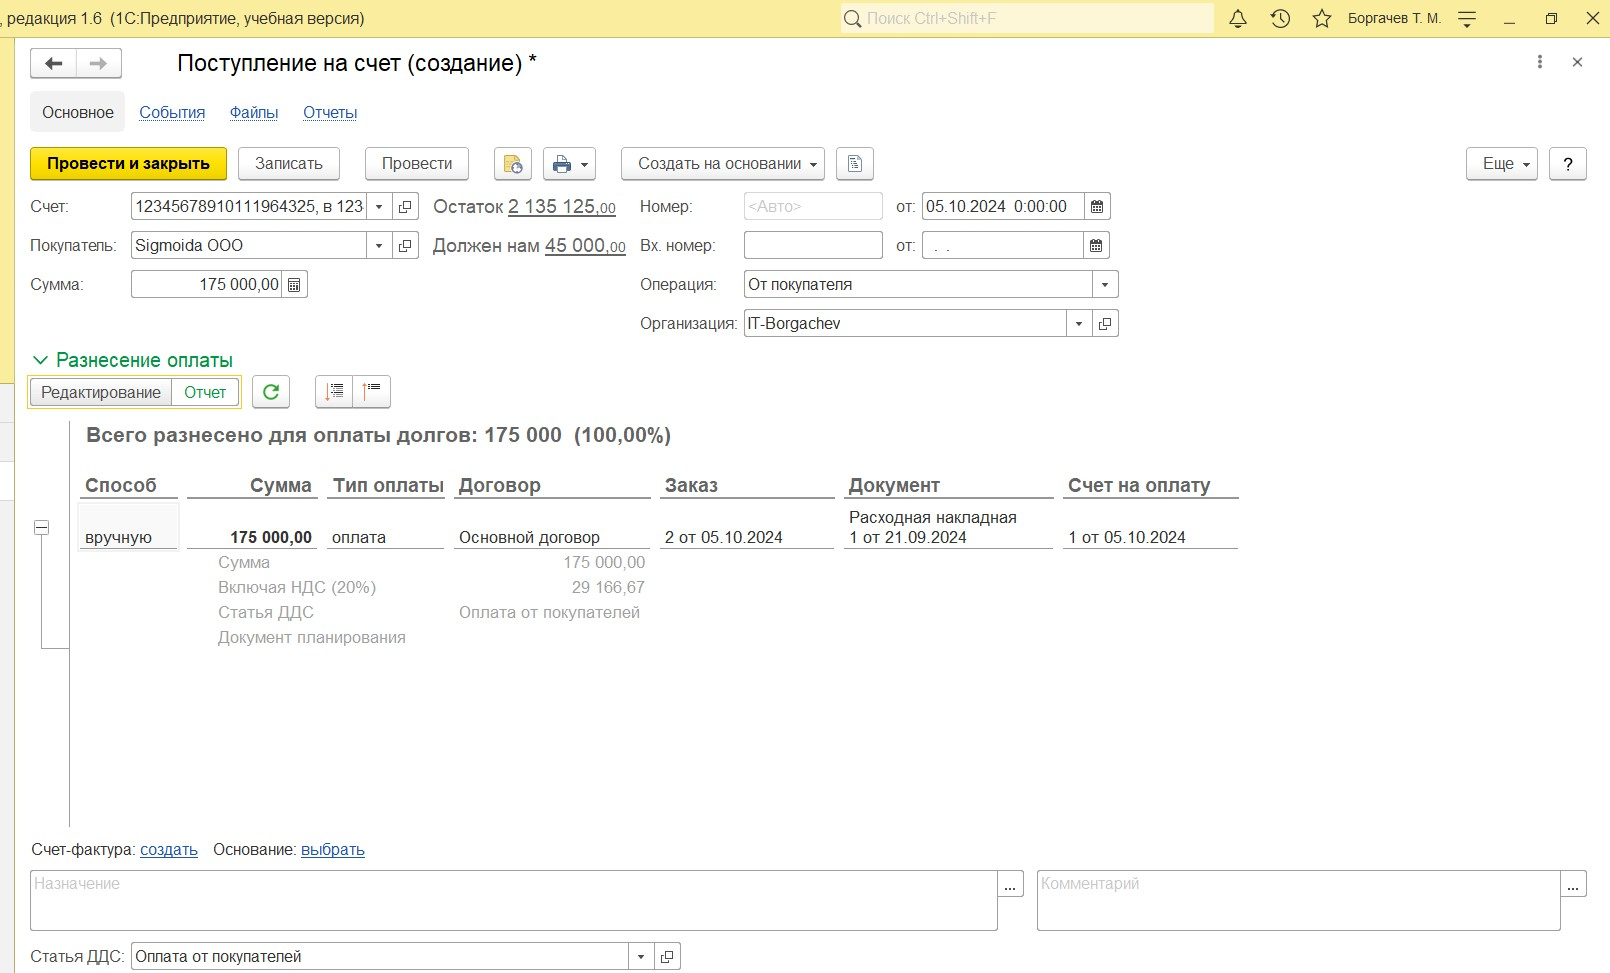 , редакция 1.6 (1С:Предприятие, учебная версия)
Поиск Ctrl+Shift+F
Боргачев Т. М.
Поступление на счет (создание) *
Основное События Файлы Отчеты
Провести и закрыть Записать Провести Создать на основании Еще ?
Счет: 12345678910111964325, в 123 Остаток 2 135 125,00 Номер: <Авто> от: 05.10.2024 0:00:00
Покупатель: Sigmoida ООО Должен нам 45 000,00 Вх. номер: от: . .
Сумма: 175 000,00 Операция: От покупателя
Организация: IT-Borgachev
Разнесение оплаты
Редактирование Отчет
Всего разнесено для оплаты долгов: 175 000 (100,00%)
Способ Сумма Тип оплаты Договор Заказ Документ Счет на оплату
Расходная накладная
вручную 175 000,00 оплата Основной договор 2 от 05.10.2024 1 от 21.09.2024 1 от 05.10.2024
Сумма 175 000,00
Включая НДС (20%) 29 166,67
Статья ДДС Оплата от покупателей
Документ планирования
Счет-фактура: создать Основание: выбрать
Назначение ... Комментарий ...
Статья ДДС: Оплата от покупателей